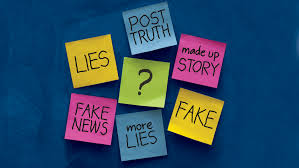 POST
TRUTH
LIES
made up
STORY
?
FAKE
NEWS
more
LIES
FAKE